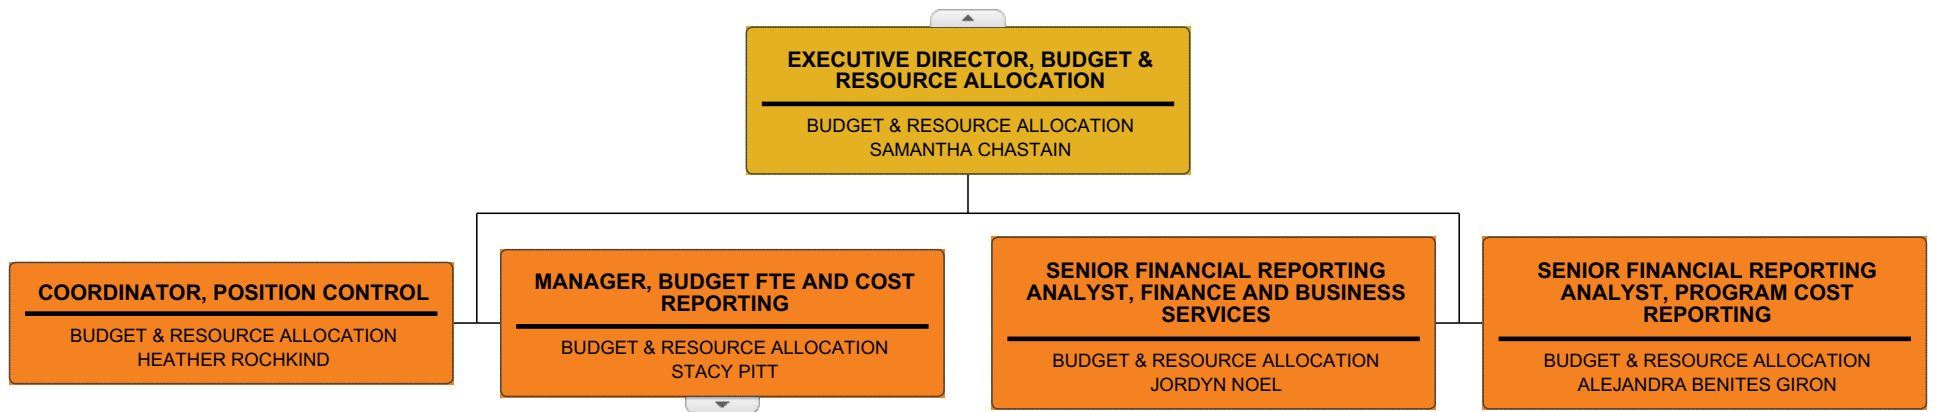 EXECUTIVE DIRECTOR, BUDGET &
RESOURCE ALLOCATION
BUDGET & RESOURCE ALLOCATION
SAMANTHA CHASTAIN
COORDINATOR, POSITION CONTROL
BUDGET & RESOURCE ALLOCATION
HEATHER ROCHKIND
MANAGER, BUDGET FTE AND COST
REPORTING
BUDGET & RESOURCE ALLOCATION
STACY PITT
SENIOR FINANCIAL REPORTING
ANALYST, FINANCE AND BUSINESS
SERVICES
BUDGET & RESOURCE ALLOCATION
JORDYN NOEL
SENIOR FINANCIAL REPORTING
ANALYST, PROGRAM COST
REPORTING
BUDGET & RESOURCE ALLOCATION
ALEJANDRA BENITES GIRON